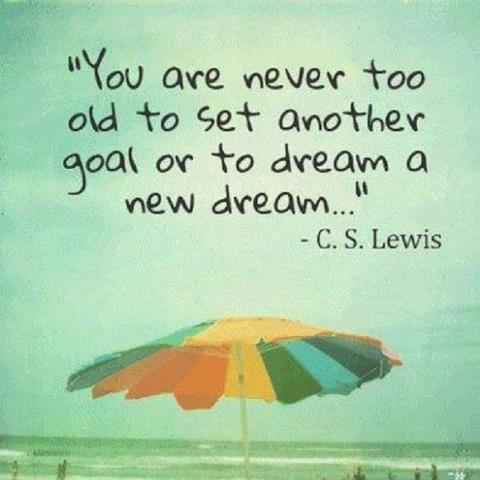 "You are never too
old to set another
goal or to dream a
new dream..."
- C. S. Lewis